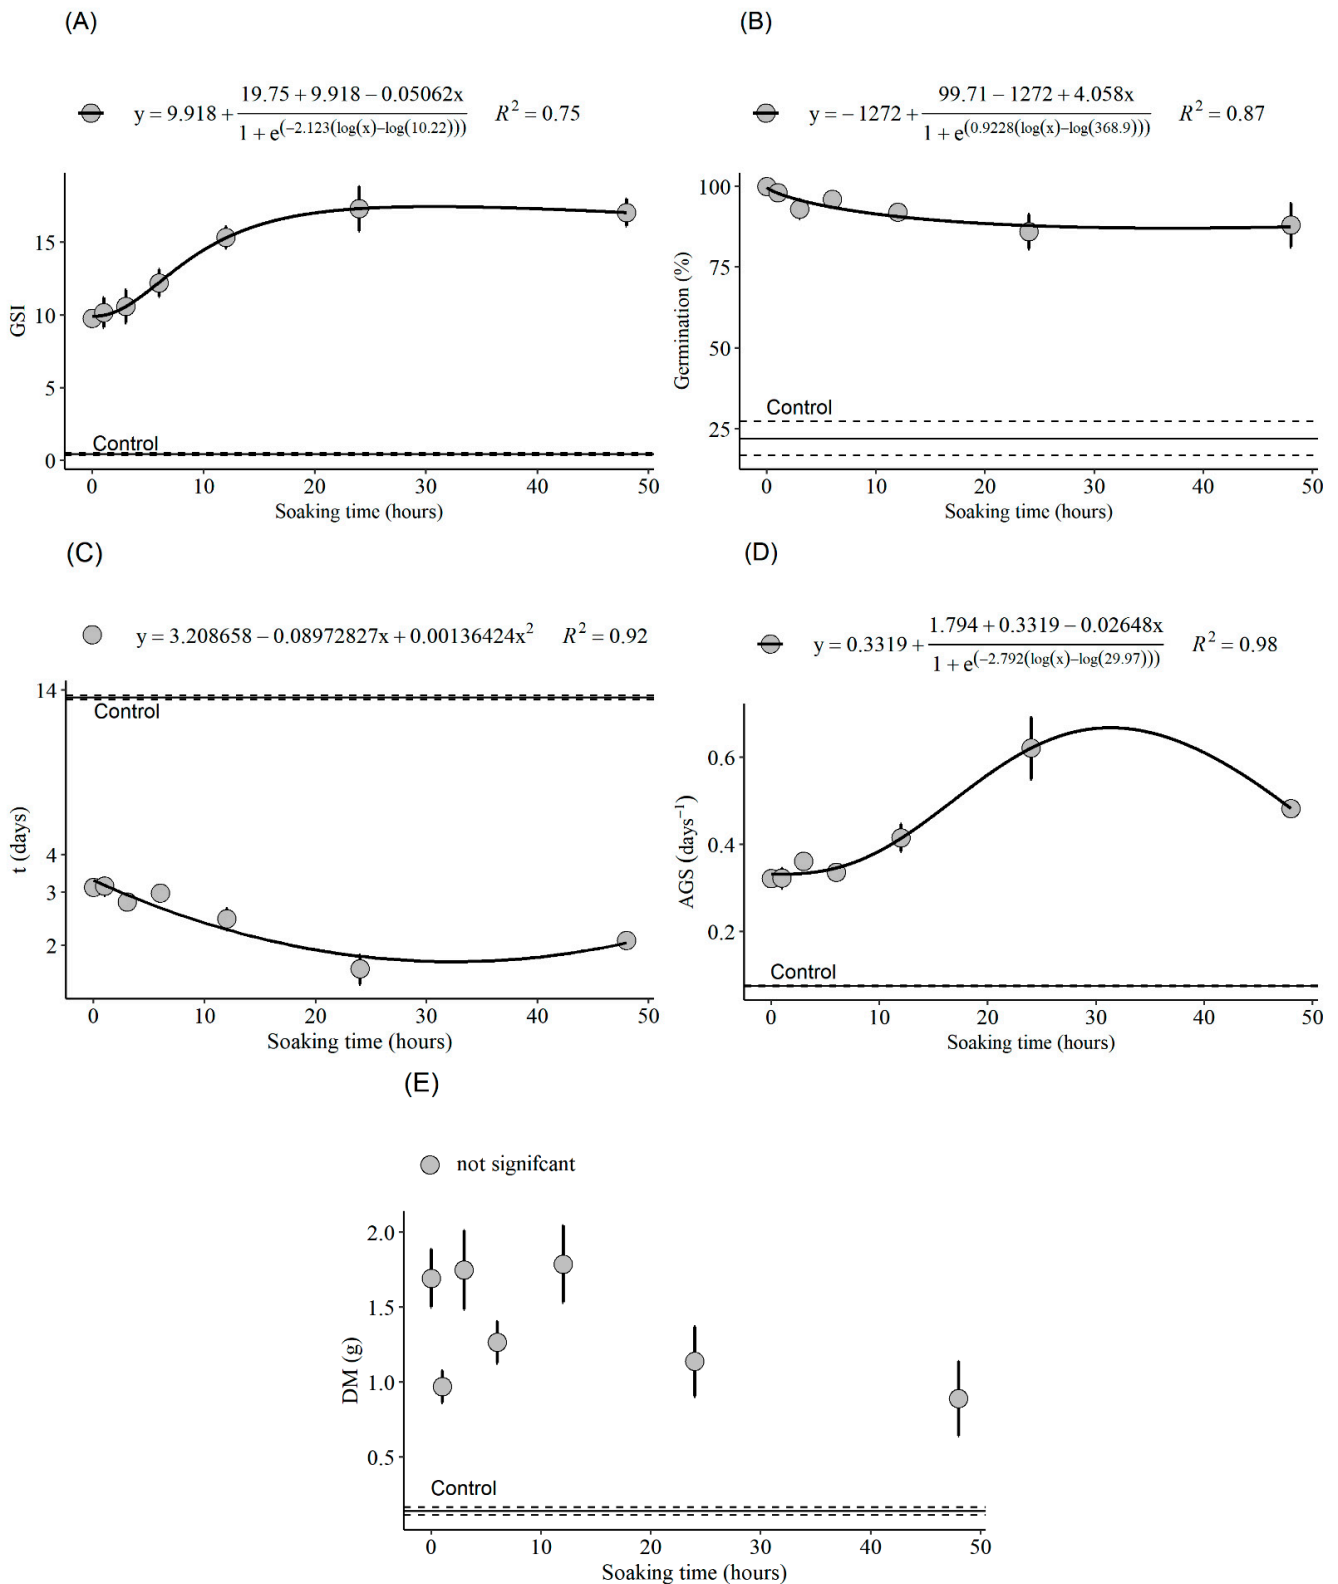 (A)
y = 9.918 + (19.75 + 9.918 − 0.05062x) / (1 + e^(−2.123(log(x)−log(10.22)))) R² = 0.75
15
10
5
0
GSI
Control
0 10 20 30 40 50
Soaking time (hours)
(B)
y = − 1272 + (99.71 − 1272 + 4.058x) / (1 + e^(0.9228(log(x)−log(368.9)))) R² = 0.87
100
75
50
25
Germination (%)
Control
0 10 20 30 40 50
Soaking time (hours)
(C)
y = 3.208658 − 0.08972827x + 0.00136424x² R² = 0.92
14
4
3
2
t (days)
Control
0 10 20 30 40 50
Soaking time (hours)
(D)
y = 0.3319 + (1.794 + 0.3319 − 0.02648x) / (1 + e^(−2.792(log(x)−log(29.97)))) R² = 0.98
0.6
0.4
0.2
AGS (days⁻¹)
Control
0 10 20 30 40 50
Soaking time (hours)
(E)
not signifcant
2.0
1.5
1.0
0.5
DM (g)
Control
0 10 20 30 40 50
Soaking time (hours)